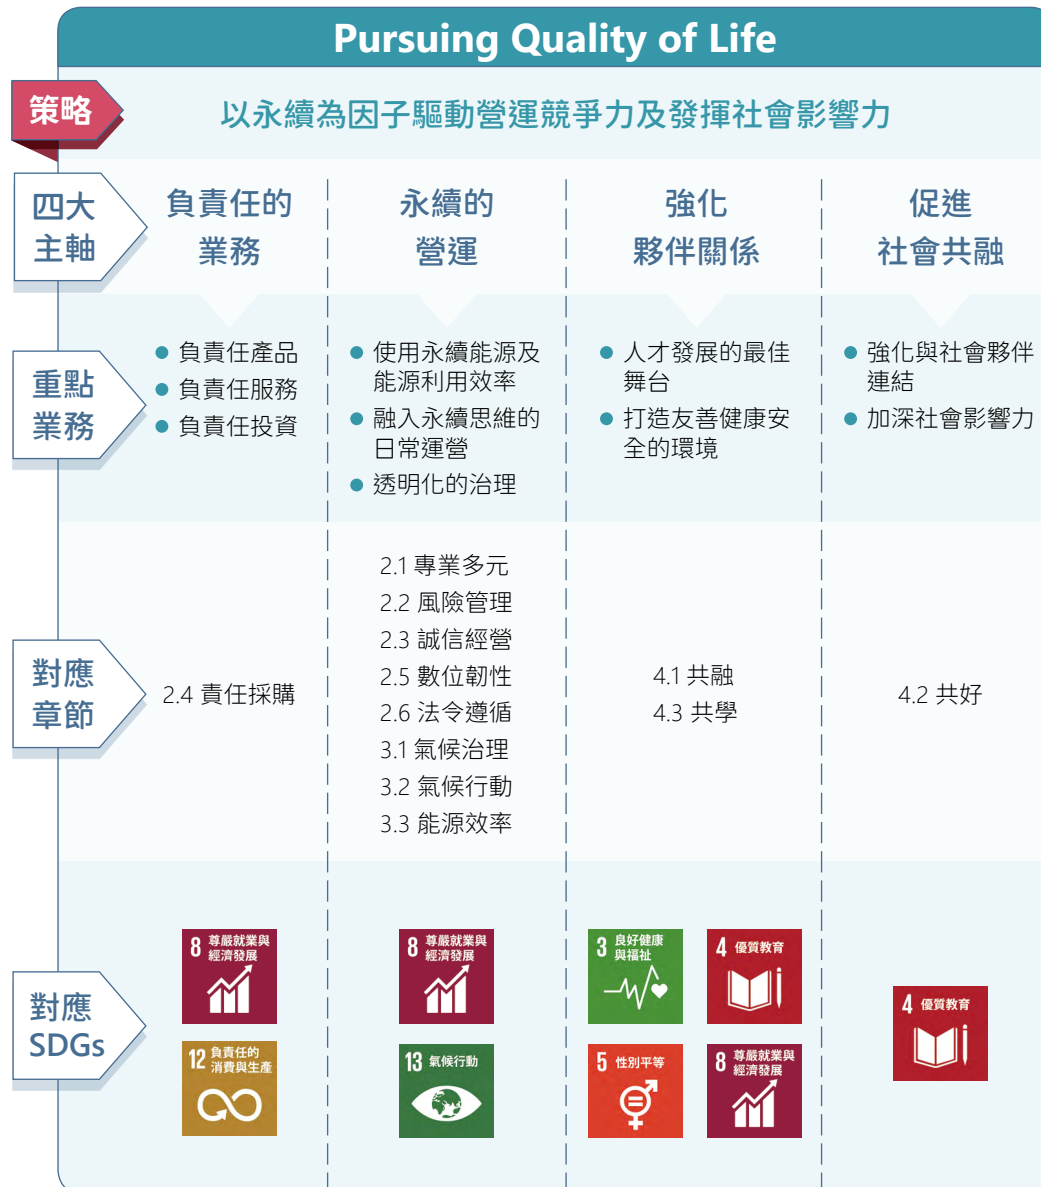 Pursuing Quality of Life
策略
以永續為因子驅動營運競爭力及發揮社會影響力
四大
主軸
負責任的
業務
永續的
營運
強化
夥伴關係
促進
社會共融
重點
業務
● 負責任產品
● 負責任服務
● 負責任投資
● 使用永續能源及
能源利用效率
● 融入永續思維的
日常運營
● 透明化的治理
● 人才發展的最佳
舞台
● 打造友善健康安
全的環境
● 強化與社會夥伴
連結
● 加深社會影響力
對應
章節
2.4 責任採購
2.1 專業多元
2.2 風險管理
2.3 誠信經營
2.5 數位韌性
2.6 法令遵循
3.1 氣候治理
3.2 氣候行動
3.3 能源效率
4.1 共融
4.3 共學
4.2 共好
對應
SDGs
8 尊嚴就業與
經濟發展
12 負責任的
消費與生產
8 尊嚴就業與
經濟發展
13 氣候行動
3 良好健康
與福祉
4 優質教育
5 性別平等
8 尊嚴就業與
經濟發展
4 優質教育